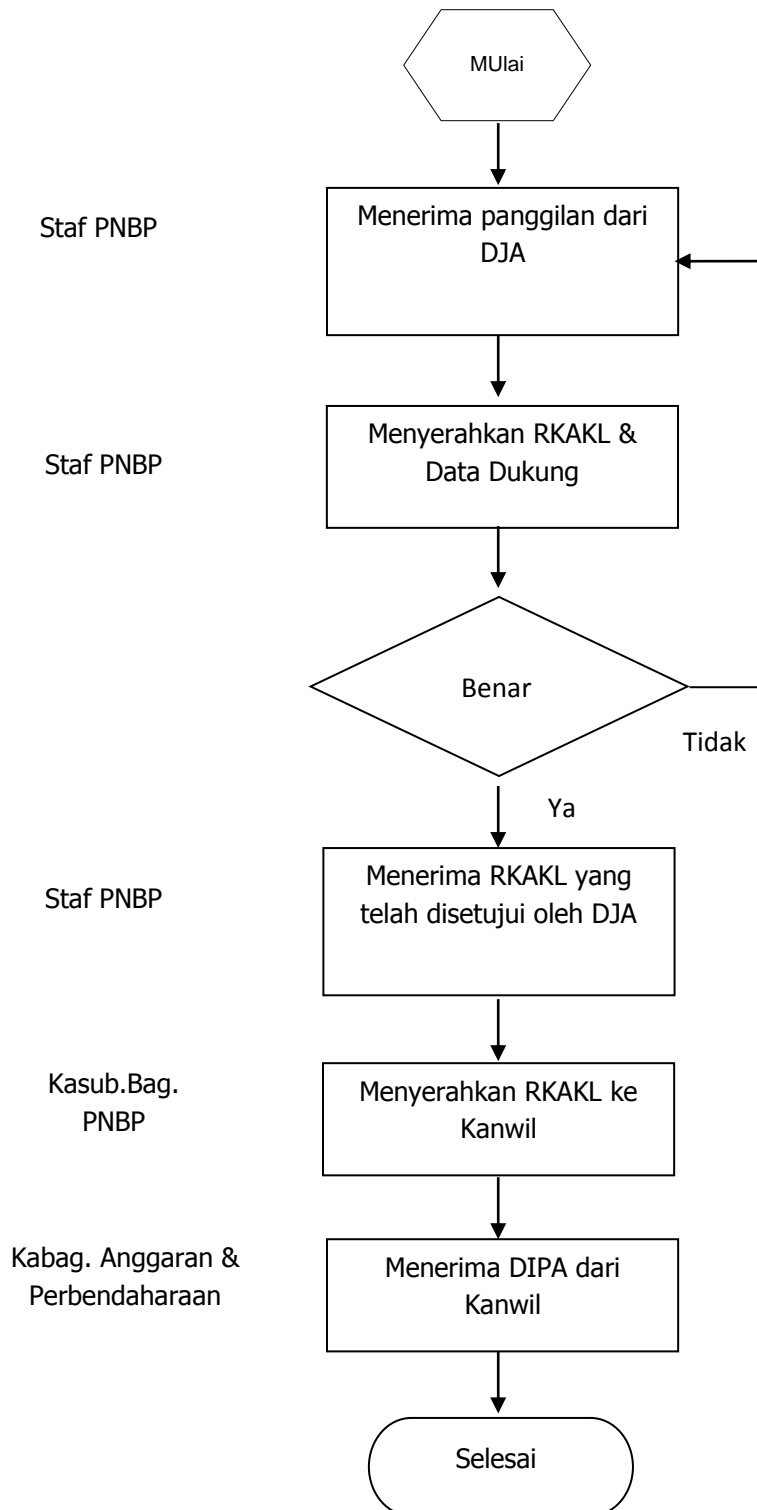 MUlai
Staf PNBP
Menerima panggilan dari
DJA
Staf PNBP
Menyerahkan RKAKL &
Data Dukung
Benar
Tidak
Ya
Staf PNBP
Menerima RKAKL yang
telah disetujui oleh DJA
Kasub.Bag.
PNBP
Menyerahkan RKAKL ke
Kanwil
Kabag. Anggaran &
Perbendaharaan
Menerima DIPA dari
Kanwil
Selesai